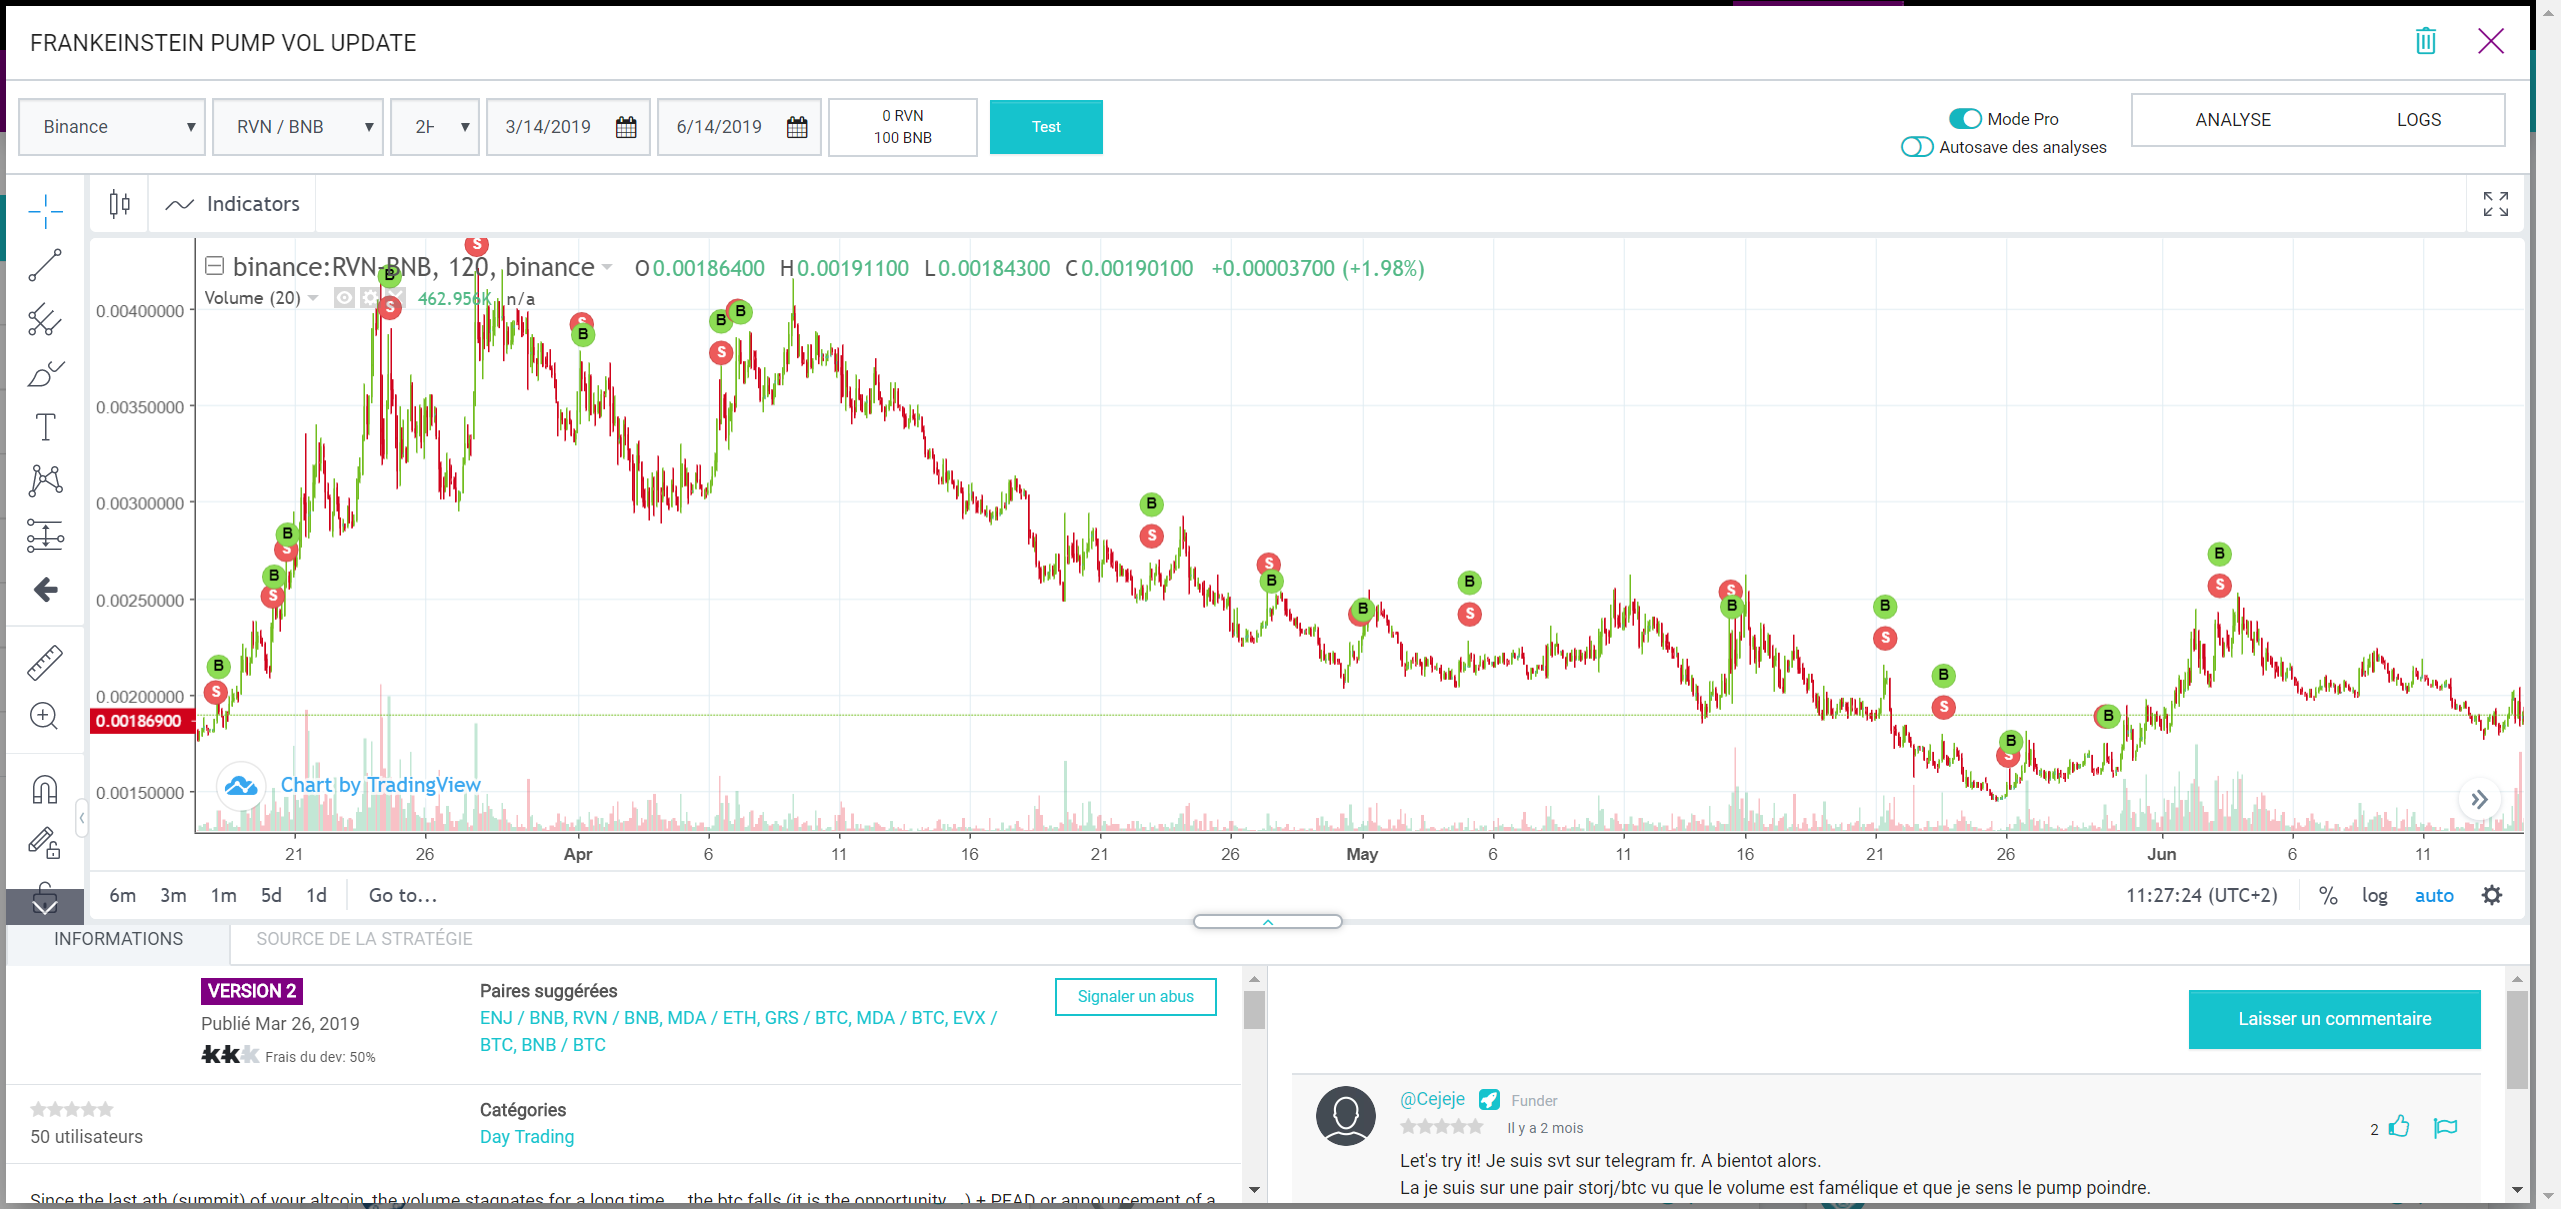 FRANKEINSTEIN PUMP VOL UPDATE
Binance
RVN / BNB
2H
3/14/2019
6/14/2019
0 RVN
100 BNB
Test
Mode Pro
Autosave des analyses
ANALYSE
LOGS
Indicators
binance:RVN-BNB, 120, binance O0.00186400 H0.00191100 L0.00184300 C0.00190100 +0.00003700 (+1.98%)
Volume (20) 462.956K n/a
0.00400000
0.00350000
0.00300000
0.00250000
0.00200000
0.00186900
0.00150000
S
B
S
S
B
B
B
B
S
S
B
B
S
S
B
B
S
B
B
S
S
B
B
B
S
B
S
B
S
B
S
B
S
B
Chart by TradingView
21 26 Apr 6 11 16 21 26 May 6 11 16 21 26 Jun 6 11
6m 3m 1m 5d 1d Go to...
11:27:24 (UTC+2) % log auto
INFORMATIONS
SOURCE DE LA STRATÉGIE
VERSION 2
Publié Mar 26, 2019
Frais du dev: 50%
Paires suggérées
ENJ / BNB, RVN / BNB, MDA / ETH, GRS / BTC, MDA / BTC, EVX /
BTC, BNB / BTC
Signaler un abus
50 utilisateurs
Catégories
Day Trading
Since the last ath (summit) of your altcoin, the volume stagnates for a long time ... the btc falls (it is the opportunity ...) + READ or announcement of a
Laisser un commentaire
@Cejeje Funder
Il y a 2 mois
2
Let's try it! Je suis svt sur telegram fr. A bientot alors.
La je suis sur une pair storj/btc vu que le volume est famélique et que je sens le pump poindre.